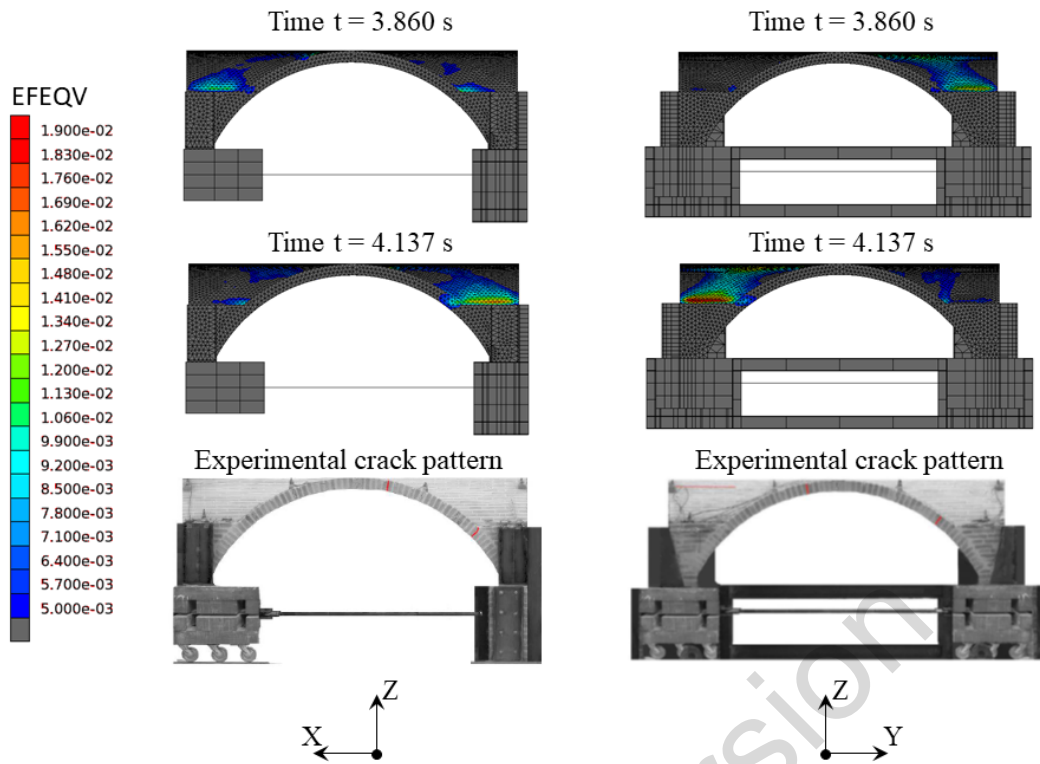 Time t = 3.860 s
Time t = 3.860 s
EFEQV
1.900e-02
1.830e-02
1.760e-02
1.690e-02
1.620e-02
1.550e-02
1.480e-02
1.410e-02
1.340e-02
1.270e-02
1.200e-02
1.130e-02
1.060e-02
9.900e-03
9.200e-03
8.500e-03
7.800e-03
7.100e-03
6.400e-03
5.700e-03
5.000e-03
Time t = 4.137 s
Time t = 4.137 s
Experimental crack pattern
Experimental crack pattern
Z
X
Z
Y
rsion